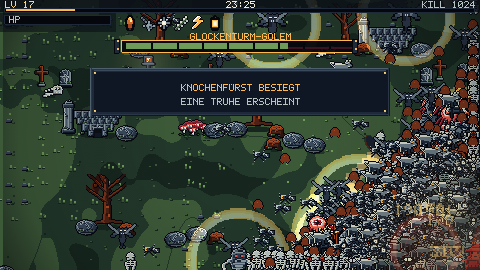 LV 17
23:25
KILL 1024
HP
GLOCKENTURM-GOLEM
KNOCHENFÜRST BESIEGT
EINE TRUHE ERSCHEINT